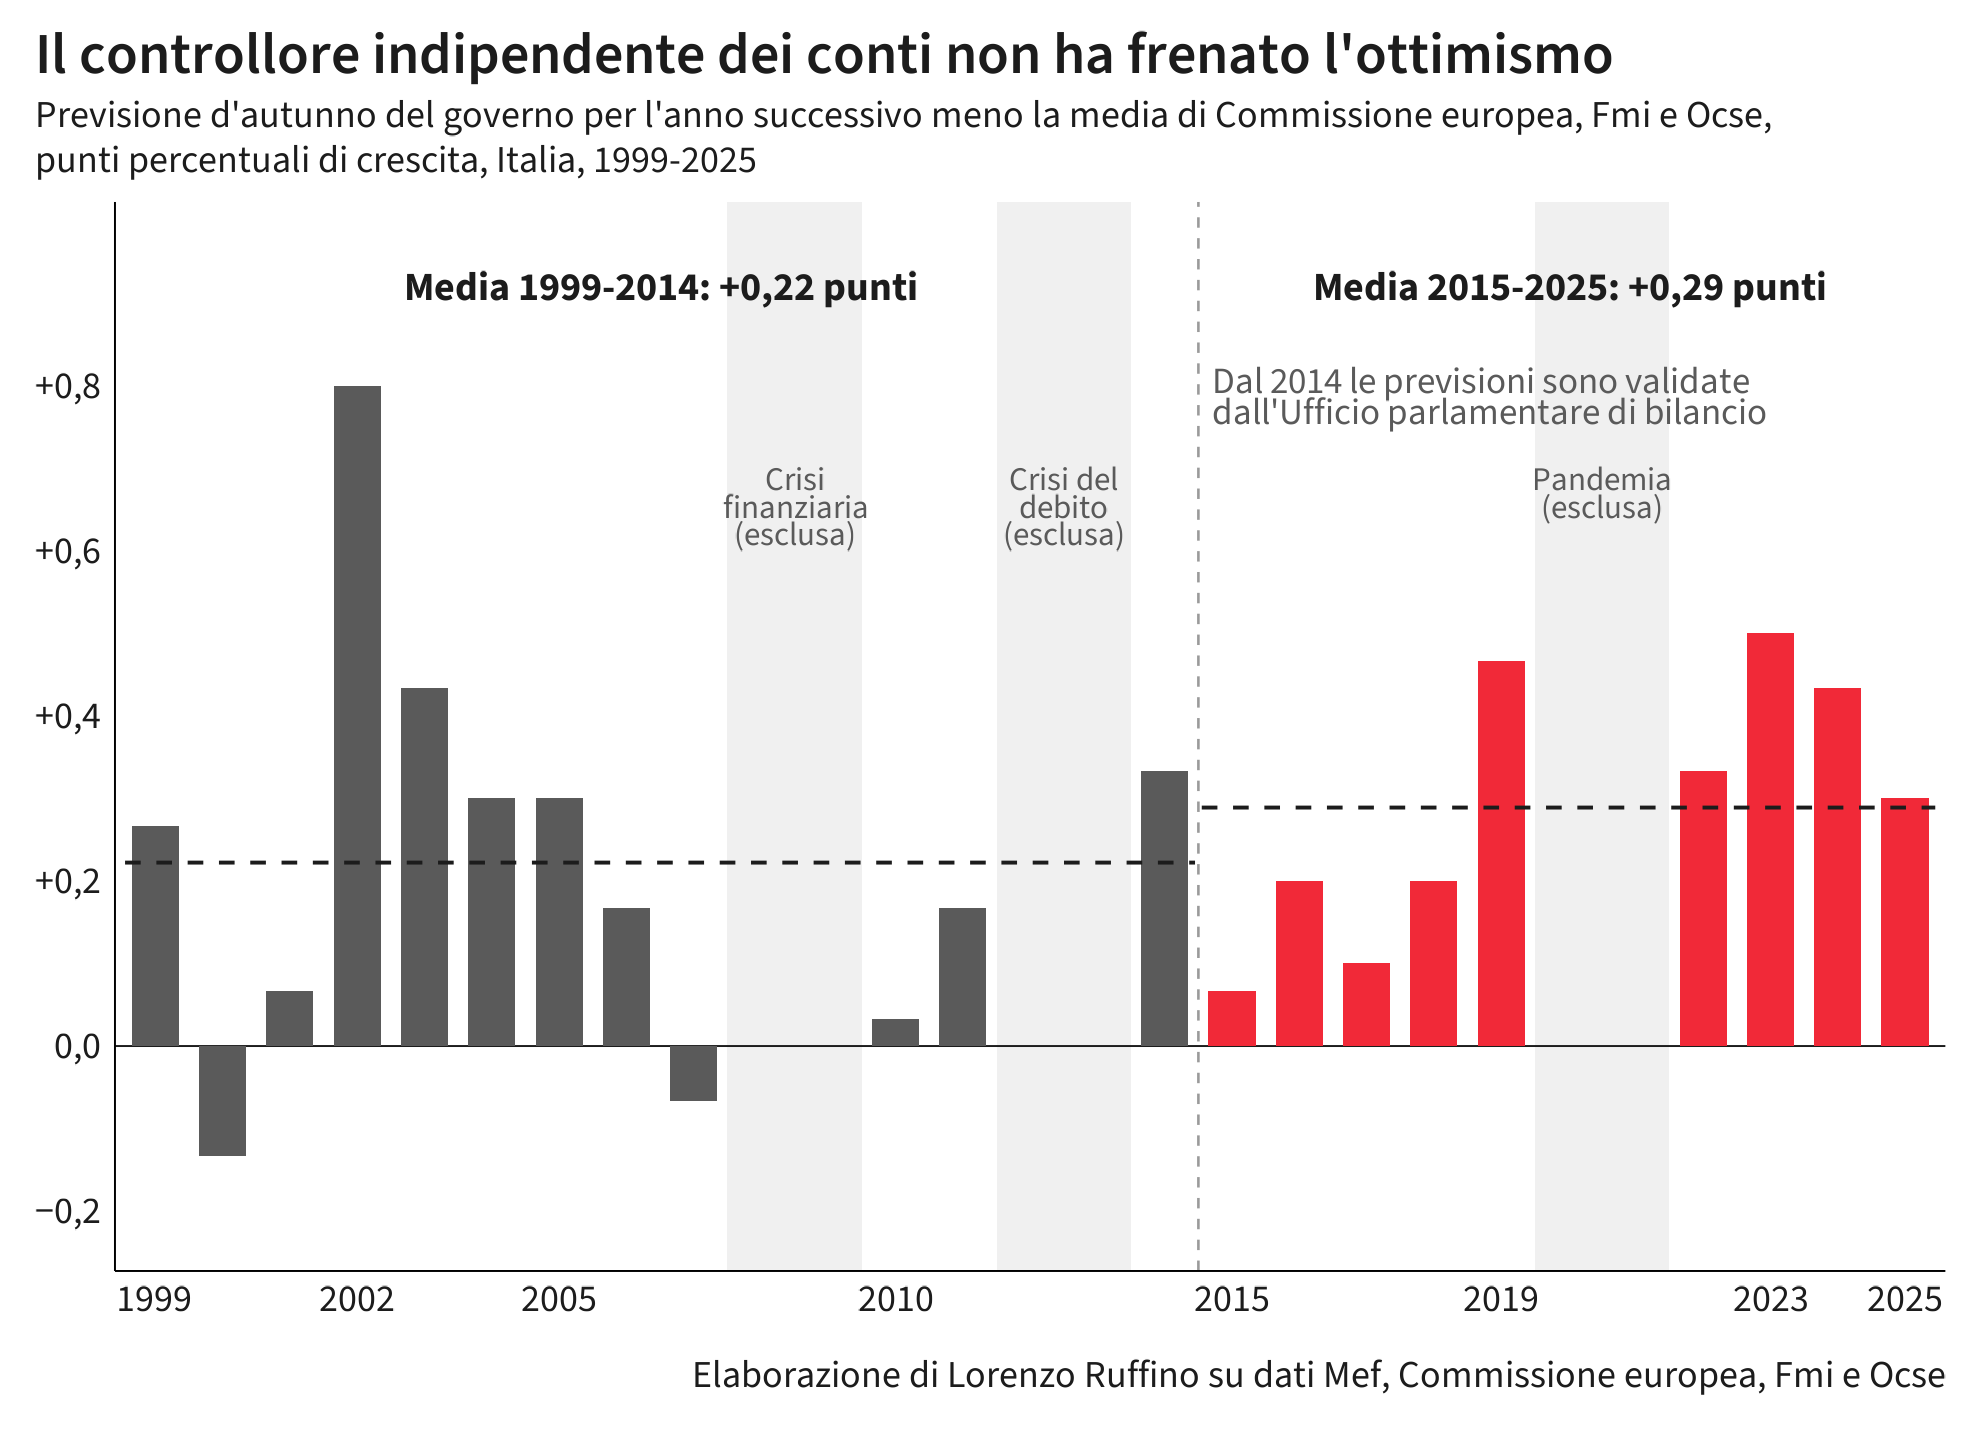 Il controllore indipendente dei conti non ha frenato l'ottimismo
Previsione d'autunno del governo per l'anno successivo meno la media di Commissione europea, Fmi e Ocse,
punti percentuali di crescita, Italia, 1999-2025
Media 1999-2014: +0,22 punti
Media 2015-2025: +0,29 punti
Dal 2014 le previsioni sono validate
dall'Ufficio parlamentare di bilancio
Crisi
finanziaria
(esclusa)
Crisi del
debito
(esclusa)
Pandemia
(esclusa)
+0,8
+0,6
+0,4
+0,2
0,0
−0,2
1999 2002 2005 2010 2015 2019 2023 2025
Elaborazione di Lorenzo Ruffino su dati Mef, Commissione europea, Fmi e Ocse